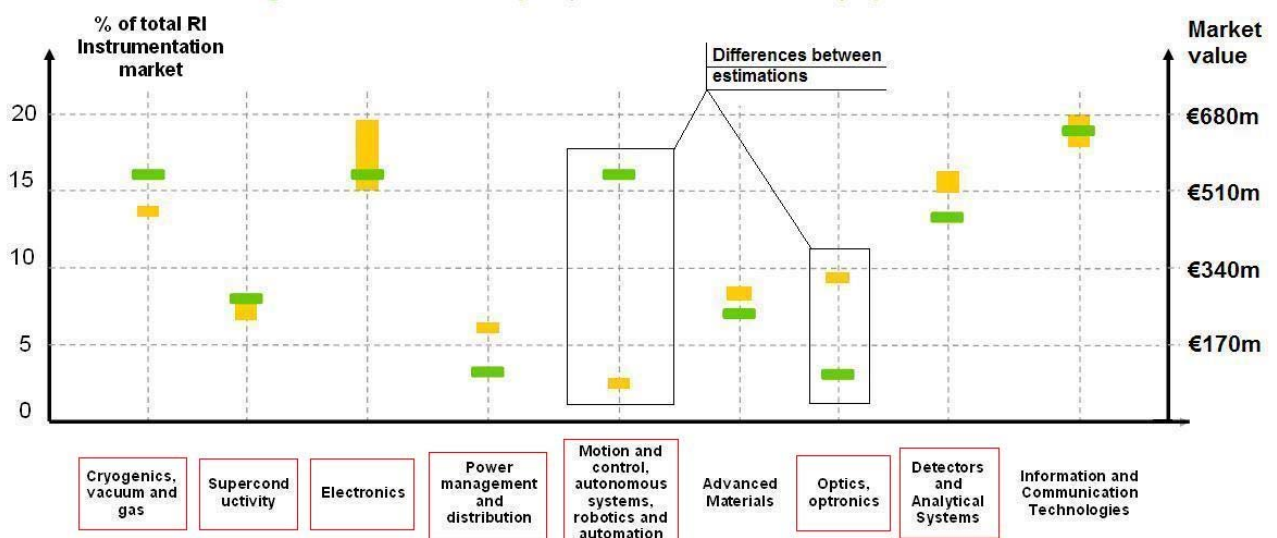 % of total RI
Instrumentation
market
Market
value
Differences between
estimations
20
15
10
5
0
€680m
€510m
€340m
€170m
Cryogenics,
vacuum and
gas
Supercond
uctivity
Electronics
Power
management
and
distribution
Motion and
control,
autonomous
systems,
robotics and
automation
Advanced
Materials
Optics,
optronics
Detectors
and
Analytical
Systems
Information and
Communication
Technologies